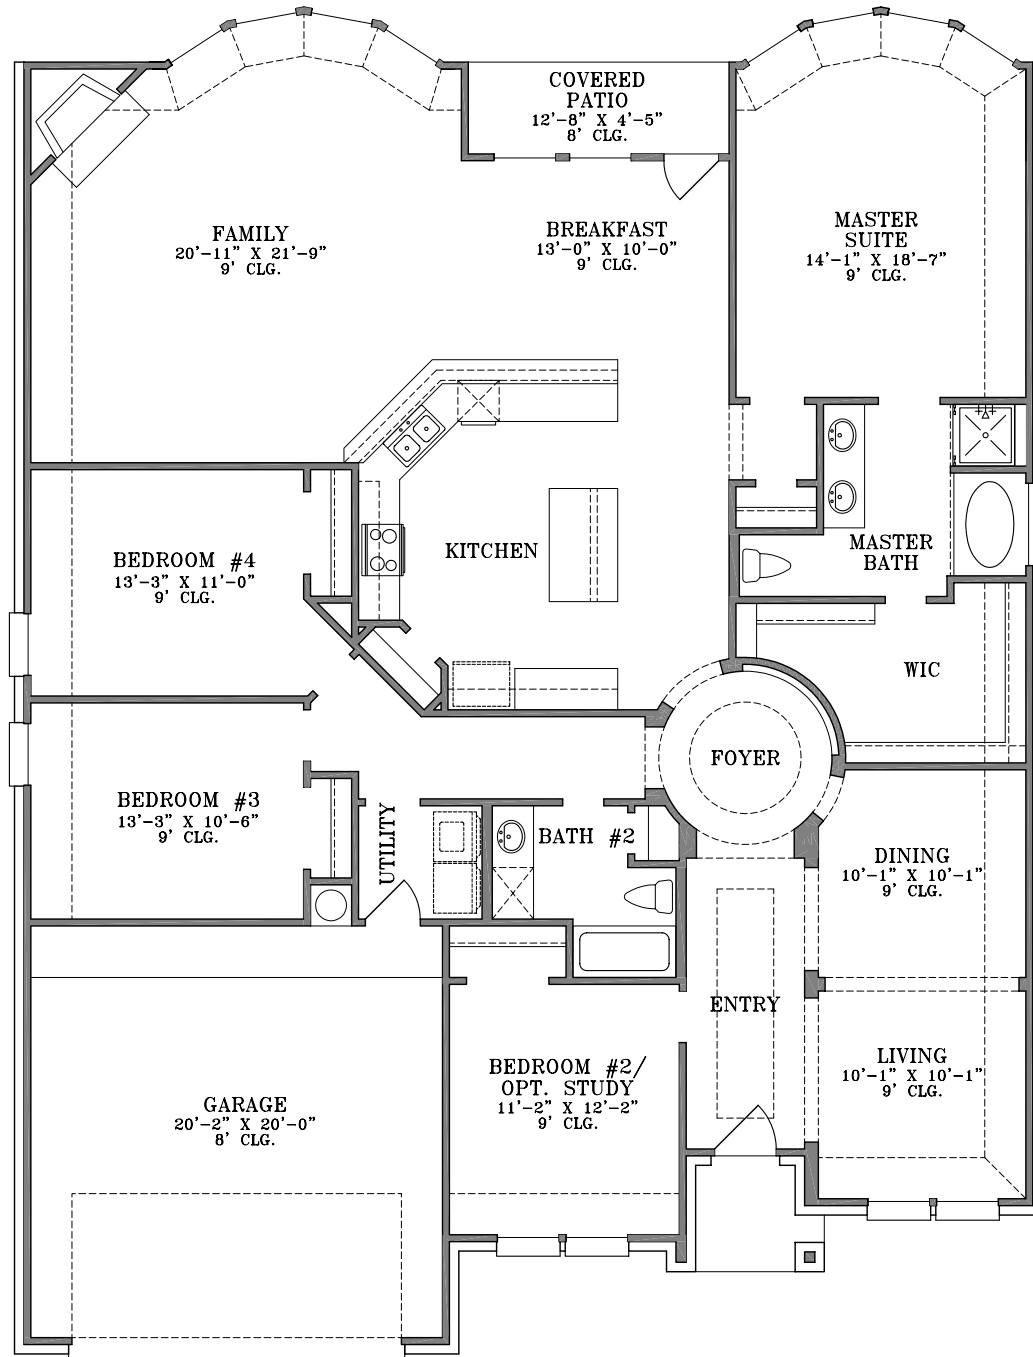 COVERED
PATIO
12'-8" X 4'-5"
8' CLG.
FAMILY
20'-11" X 21'-9"
9' CLG.
BREAKFAST
13'-0" X 10'-0"
9' CLG.
MASTER
SUITE
14'-1" X 18'-7"
9' CLG.
BEDROOM #4
13'-3" X 11'-0"
9' CLG.
KITCHEN
MASTER
BATH
WIC
FOYER
BEDROOM #3
13'-3" X 10'-6"
9' CLG.
UTILITY
BATH #2
DINING
10'-1" X 10'-1"
9' CLG.
ENTRY
LIVING
10'-1" X 10'-1"
9' CLG.
BEDROOM #2/
OPT. STUDY
11'-2" X 12'-2"
9' CLG.
GARAGE
20'-2" X 20'-0"
8' CLG.